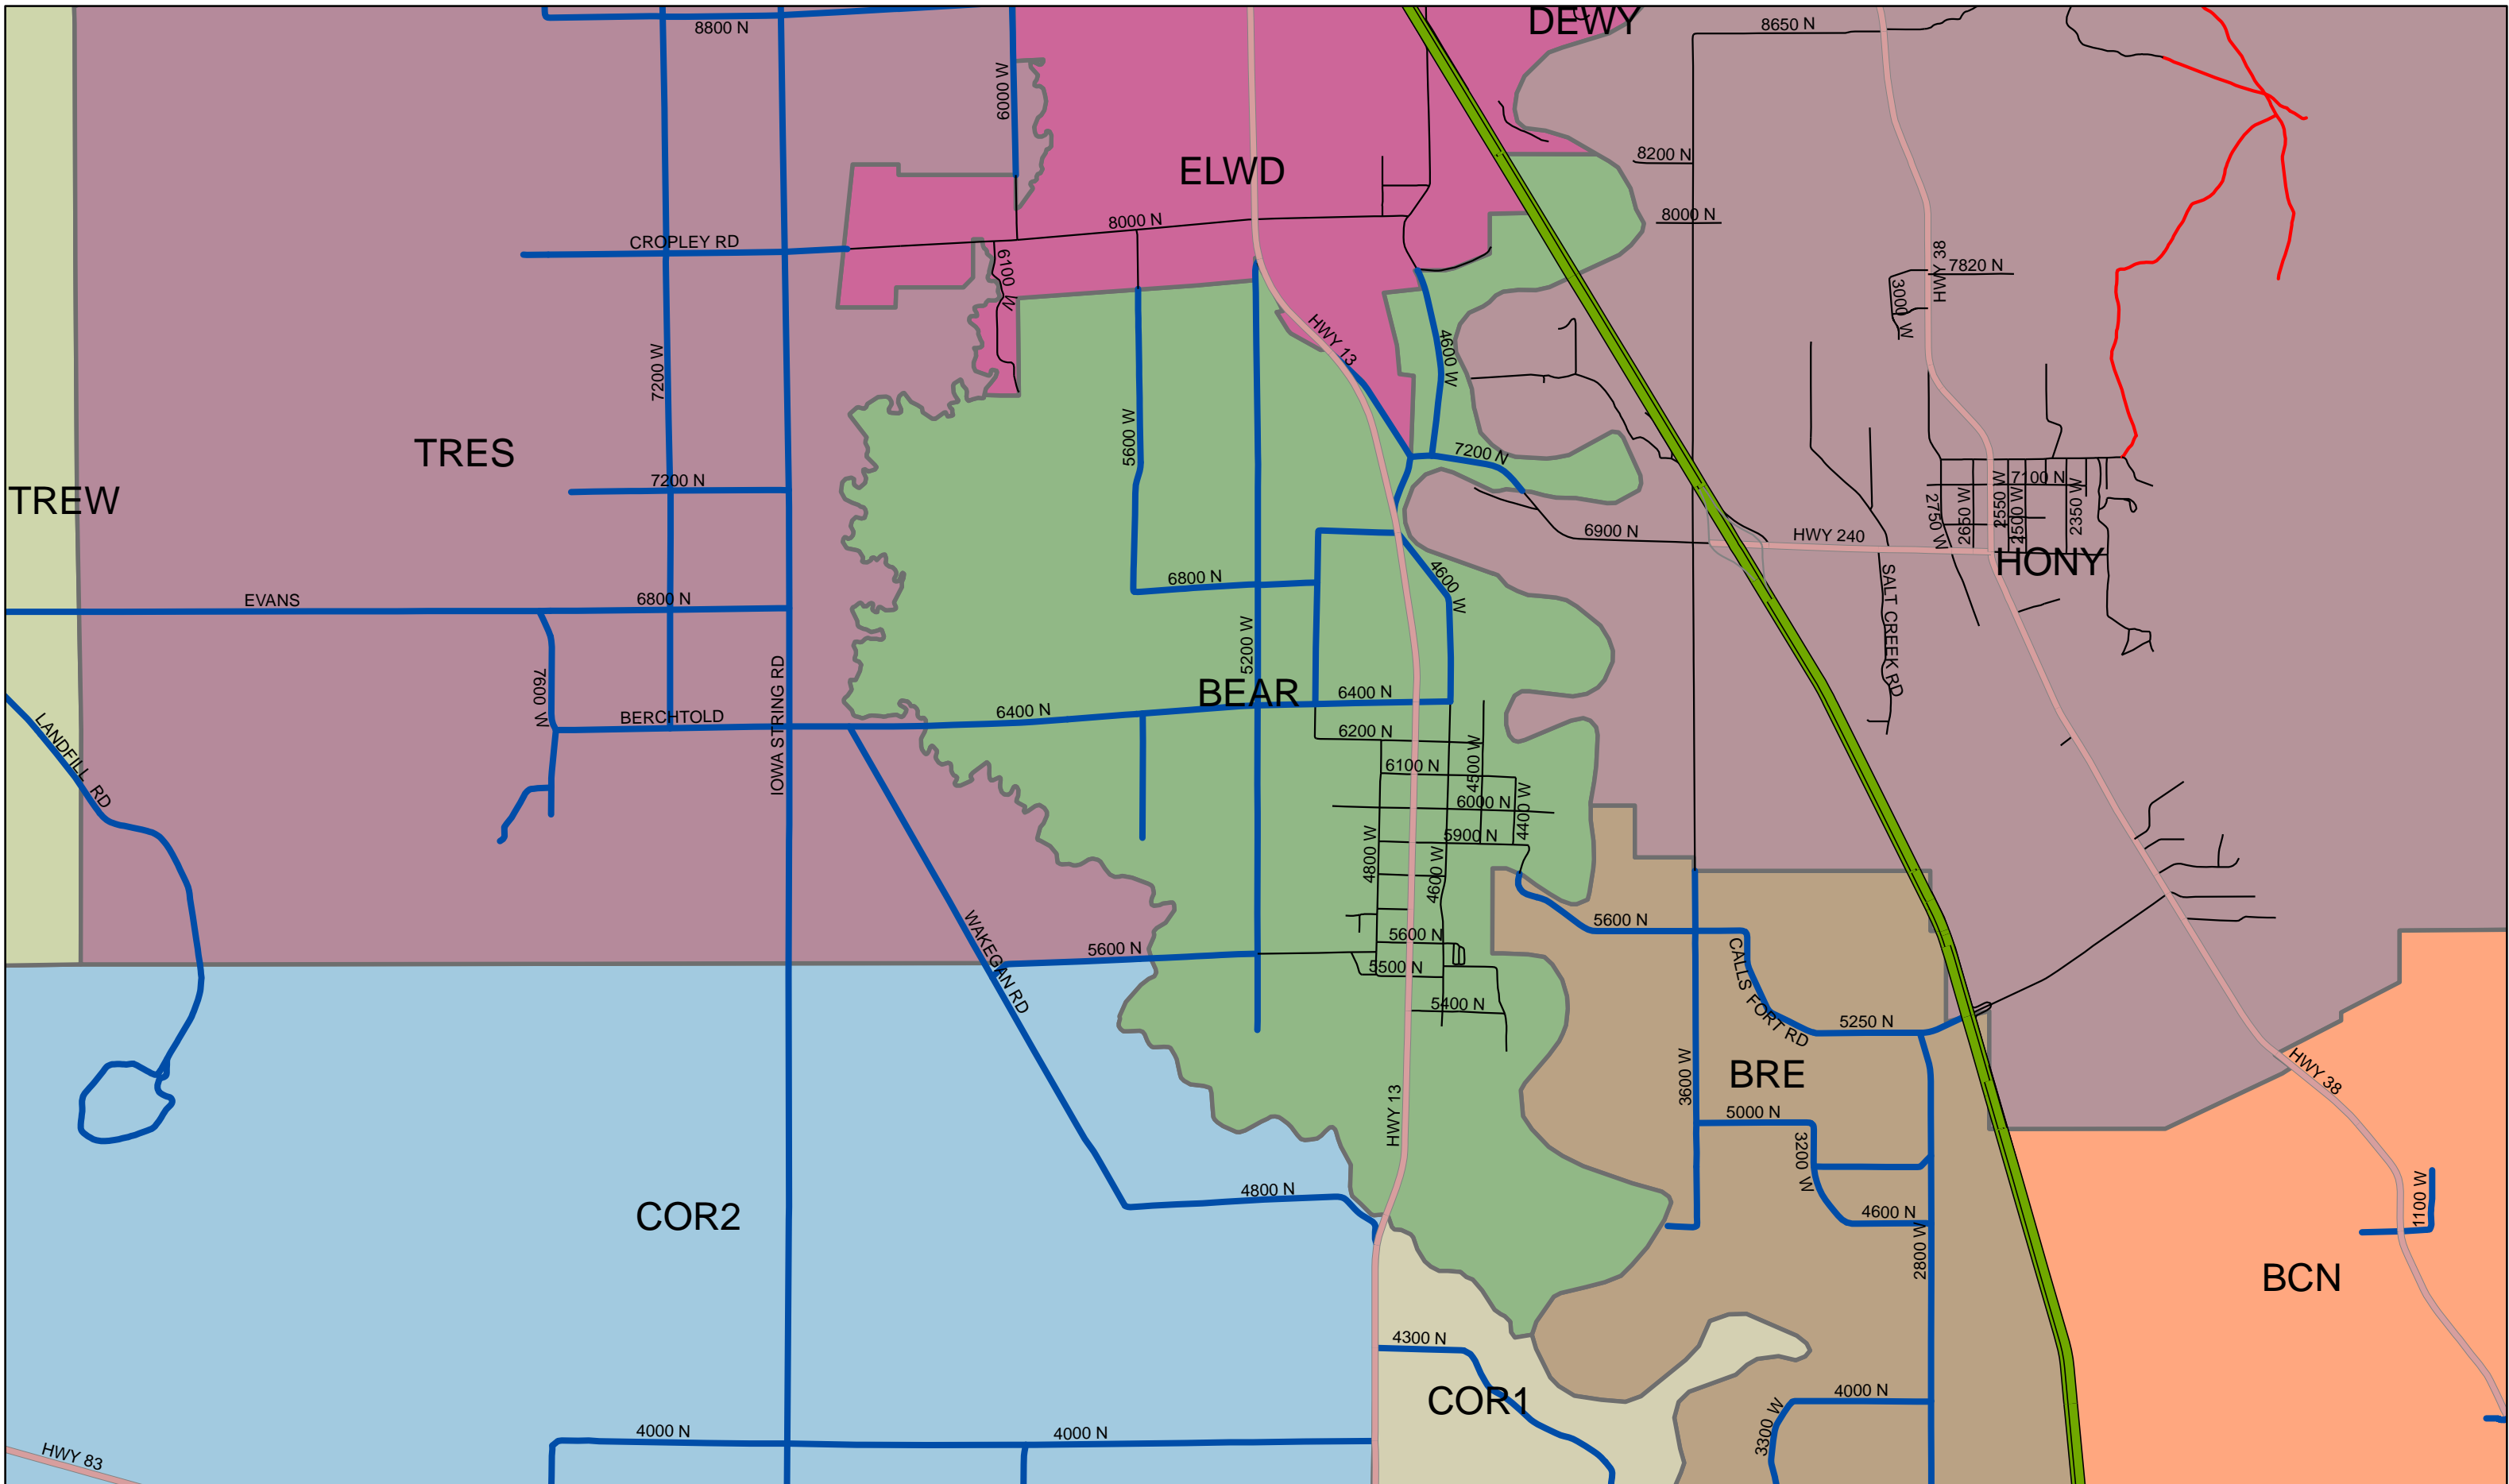 DEWY
8800 N
8650 N
6000 W
8200 N
ELWD
8000 N
8000 N
CROPLEY RD
6100 W
HWY 38
7820 N
3000 W
HWY 13
4600 W
7200 W
5600 W
TRES
7200 N
TREW
7200 N
7100 N
2750 W
2650 W
2550 W
2500 W
2350 W
6900 N
HWY 240
HONY
EVANS
6800 N
6800 N
4600 W
SALT CREEK RD
5200 W
7600 W
IOWA STRING RD
BEAR
6400 N
6400 N
BERCHTOLD
LANDFILL RD
6200 N
6100 N
4500 W
6000 N
4400 W
5900 N
4800 W
4600 W
WAKEGAN RD
5600 N
5600 N
5600 N
5500 N
CALLS FORT RD
5400 N
5250 N
3600 W
BRE
HWY 38
HWY 13
5000 N
3200 W
1100 W
4800 N
COR2
4600 N
2800 W
BCN
4300 N
COR1
4000 N
3300 W
4000 N
4000 N
HWY 83